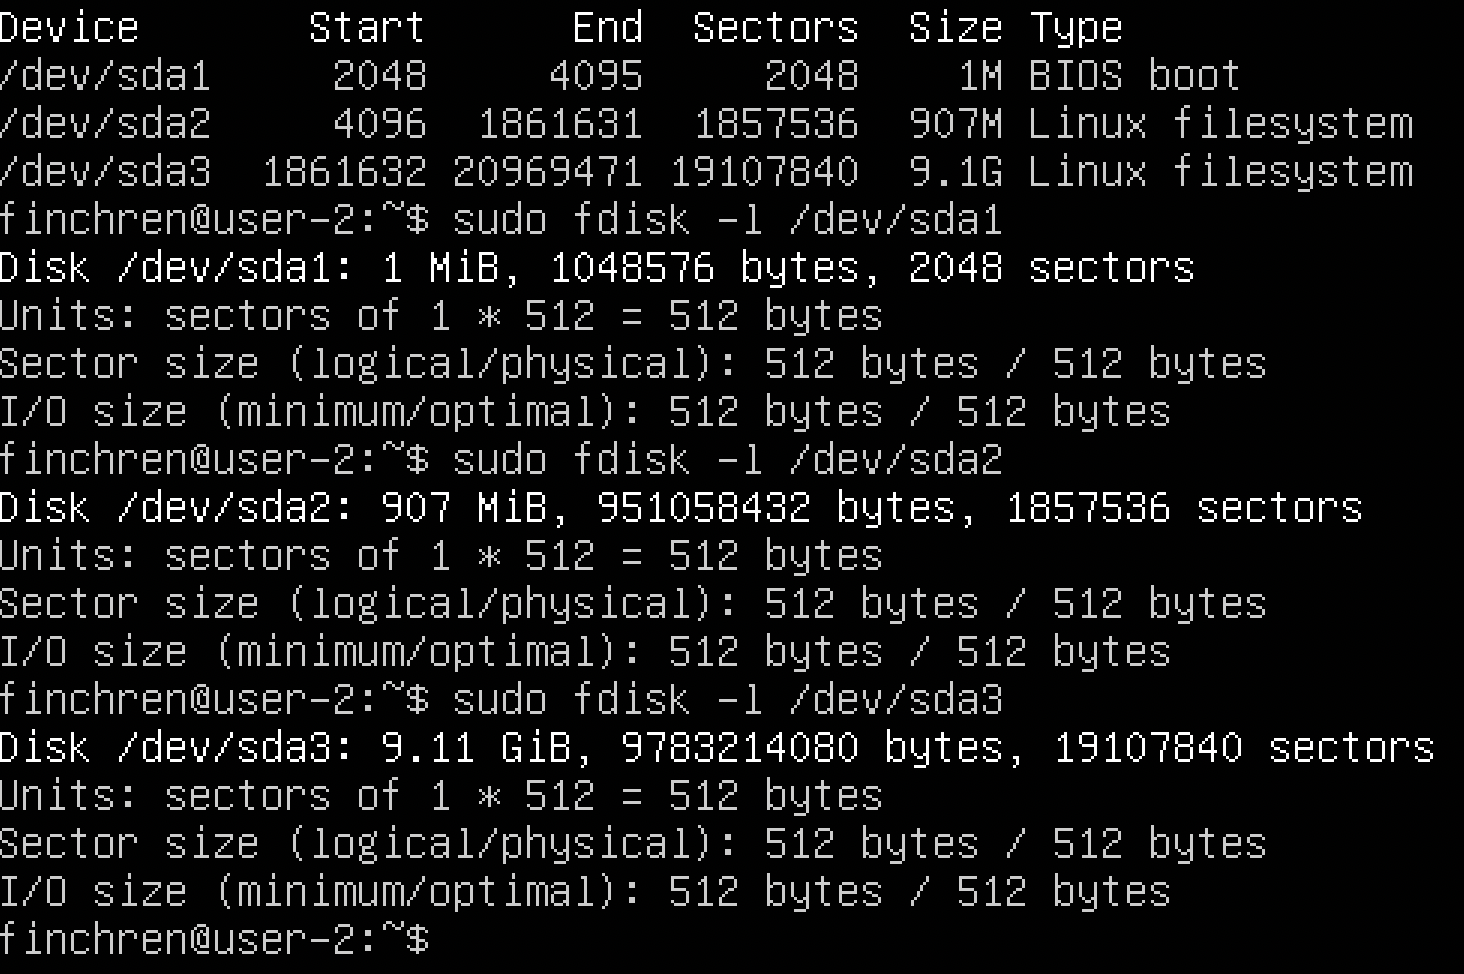 Device       Start      End  Sectors  Size Type
/dev/sda1     2048     4095     2048    1M BIOS boot
/dev/sda2     4096  1861631  1857536  907M Linux filesystem
/dev/sda3  1861632 20969471 19107840  9.1G Linux filesystem
finchren@user-2:~$ sudo fdisk -l /dev/sda1
Disk /dev/sda1: 1 MiB, 1048576 bytes, 2048 sectors
Units: sectors of 1 * 512 = 512 bytes
Sector size (logical/physical): 512 bytes / 512 bytes
I/O size (minimum/optimal): 512 bytes / 512 bytes
finchren@user-2:~$ sudo fdisk -l /dev/sda2
Disk /dev/sda2: 907 MiB, 951058432 bytes, 1857536 sectors
Units: sectors of 1 * 512 = 512 bytes
Sector size (logical/physical): 512 bytes / 512 bytes
I/O size (minimum/optimal): 512 bytes / 512 bytes
finchren@user-2:~$ sudo fdisk -l /dev/sda3
Disk /dev/sda3: 9.11 GiB, 9783214080 bytes, 19107840 sectors
Units: sectors of 1 * 512 = 512 bytes
Sector size (logical/physical): 512 bytes / 512 bytes
I/O size (minimum/optimal): 512 bytes / 512 bytes
finchren@user-2:~$